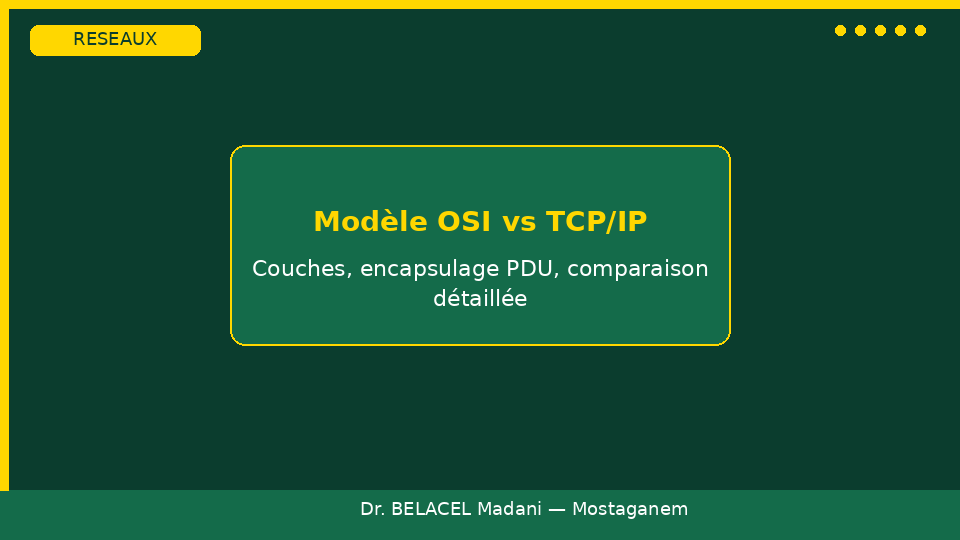 RESEAUX
Modèle OSI vs TCP/IP
Couches, encapsulage PDU, comparaison
détaillée
Dr. BELACEL Madani — Mostaganem